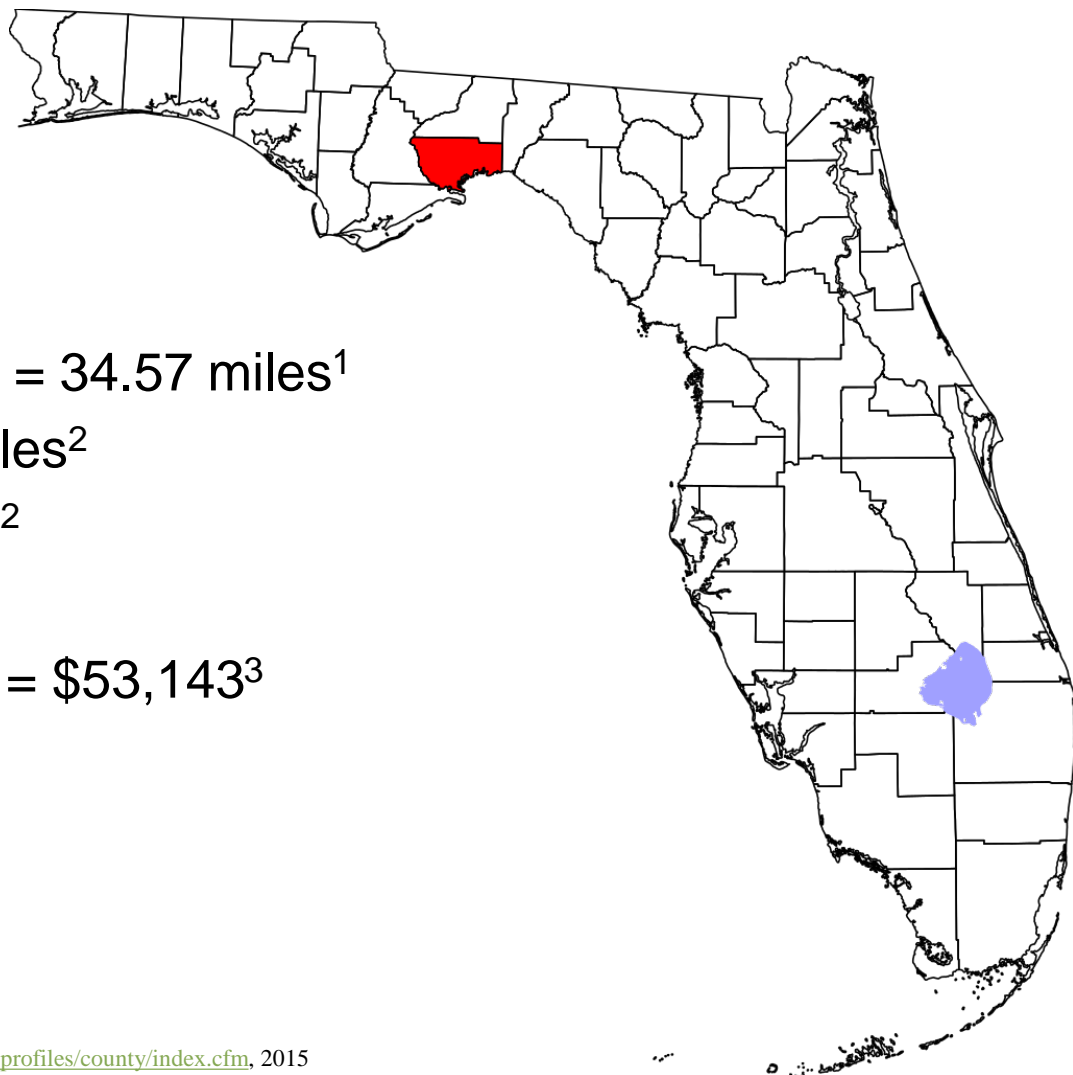 = 34.57 miles¹
les²
2
= $53,143³
profiles/county/index.cfm, 2015